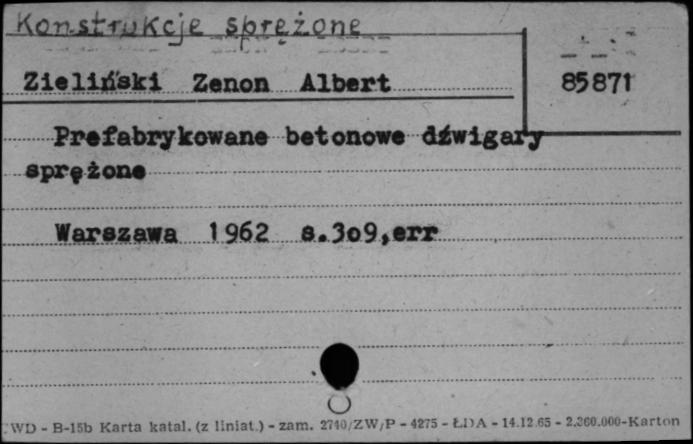 Konstrukcje sprężone
Zieliński Zenon Albert
85871
Prefabrykowane betonowe dźwigary
sprężone
Warszawa 1962 s.3o9,err
WD - B-15b Karta katal. (z liniat.) - zam. 2740/ZW/P - 4275 - ŁDA - 14.12.65 - 2.360.000-Karton